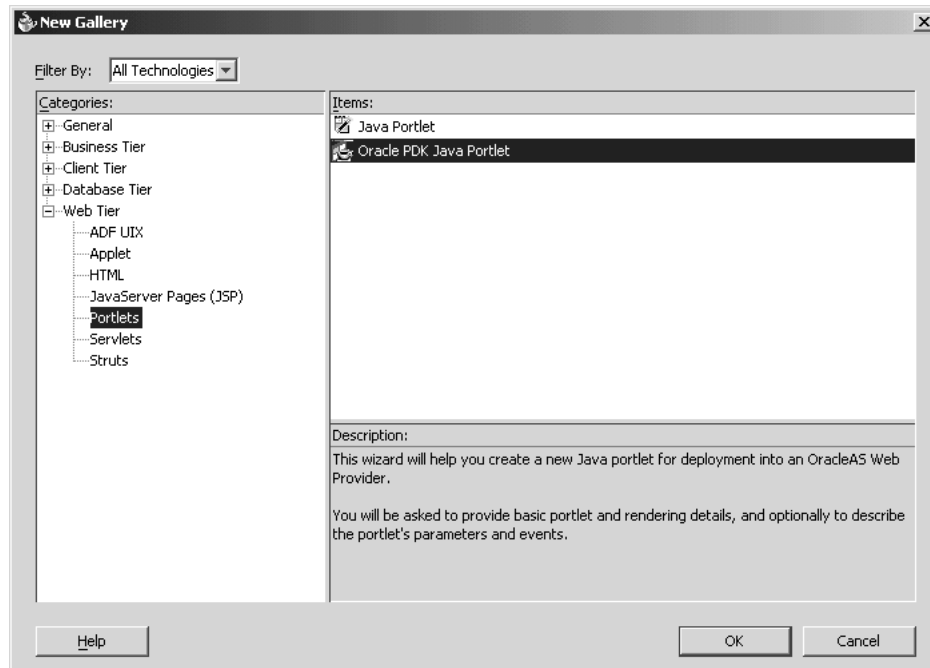 New Gallery
Filter By: All Technologies
Categories:
General
Business Tier
Client Tier
Database Tier
Web Tier
ADF UIX
Applet
HTML
JavaServer Pages (JSP)
Portlets
Servlets
Struts
Items:
Java Portlet
Oracle PDK Java Portlet
Description:
This wizard will help you create a new Java portlet for deployment into an OracleAS Web
Provider.
You will be asked to provide basic portlet and rendering details, and optionally to describe
the portlet's parameters and events.
Help
OK
Cancel